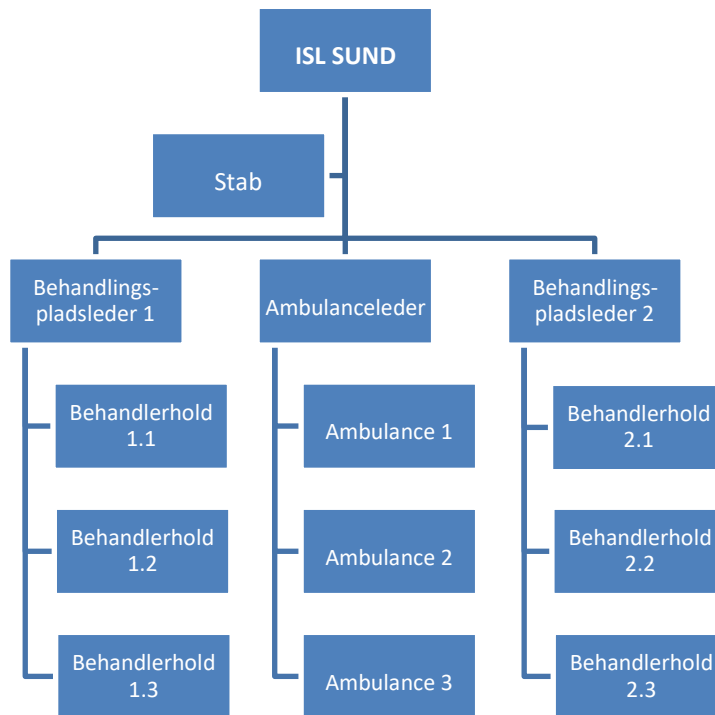 ISL SUND
Stab
Behandlings-
pladsleder 1
Ambulanceleder
Behandlings-
pladsleder 2
Behandlerhold
1.1
Ambulance 1
Behandlerhold
2.1
Behandlerhold
1.2
Ambulance 2
Behandlerhold
2.2
Behandlerhold
1.3
Ambulance 3
Behandlerhold
2.3